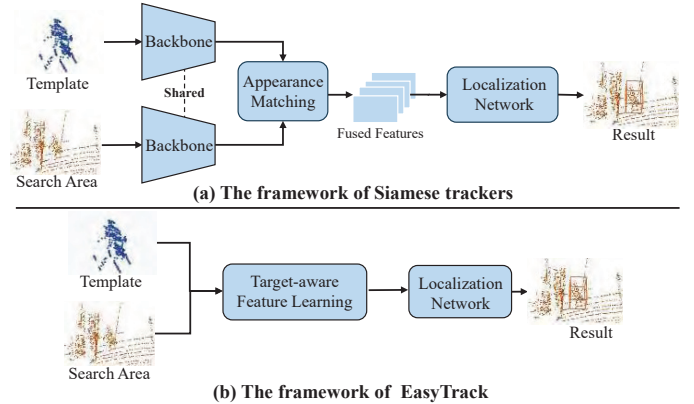 Backbone
Template
Shared
Appearance
Matching
Localization
Network
Fused Features
Result
Backbone
Search Area
(a) The framework of Siamese trackers
Template
Target-aware
Feature Learning
Localization
Network
Result
Search Area
(b) The framework of EasyTrack